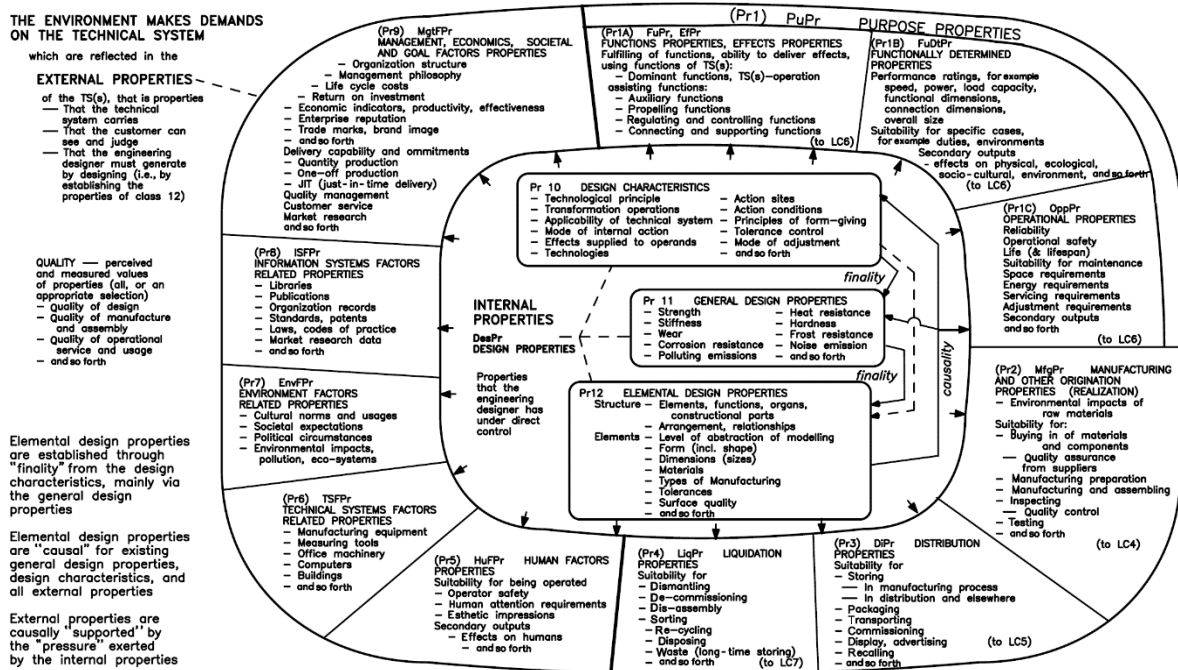 THE ENVIRONMENT MAKES DEMANDS
ON THE TECHNICAL SYSTEM
which are reflected in the
EXTERNAL PROPERTIES
of the TS(s), that is properties
— That the technical
system carries
— That the customer can
see and judge
— That the engineering
designer must generate
by designing (i.e., by
establishing the
properties of class 12)
QUALITY — perceived
and measured values
of properties (all, or an
appropriate selection)
– Quality of design
– Quality of manufacture
and assembly
– Quality of operational
service and usage
– and so forth
Elemental design properties
are established through
"finality" from the design
characteristics, mainly via
the general design
properties
Elemental design properties
are "causal" for existing
general design properties,
design characteristics, and
all external properties
External properties are
causally "supported" by
the "pressure" exerted
by the internal properties
(Pr9) MgtFPr
MANAGEMENT, ECONOMICS, SOCIETAL
AND GOAL FACTORS PROPERTIES
– Organization structure
– Management philosophy
– Life cycle costs
– Return on investment
– Economic indicators, productivity, effectiveness
– Enterprise reputation
– Trade marks, brand image
– and so forth
Delivery capability and ommitments
– Quantity production
– One-off production
– JIT (just-in-time delivery)
Quality management
Customer service
Market research
and so forth
(Pr8) ISFPr
INFORMATION SYSTEMS FACTORS
RELATED PROPERTIES
– Libraries
– Publications
– Organization records
– Standards, patents
– Laws, codes of practice
– Market research data
– and so forth
(Pr7) EnvFPr
ENVIRONMENT FACTORS
RELATED PROPERTIES
– Cultural norms and usages
– Societal expectations
– Political circumstances
– Environmental impacts,
pollution, eco-systems
(Pr6) TSFPr
TECHNICAL SYSTEMS FACTORS
RELATED PROPERTIES
– Manufacturing equipment
– Measuring tools
– Office machinery
– Computers
– Buildings
– and so forth
(Pr5) HuFPr HUMAN FACTORS
PROPERTIES
Suitability for being operated
– Operator safety
– Human attention requirements
– Esthetic impressions
Secondary outputs
– Effects on humans
(Pr4) LiqPr LIQUIDATION
PROPERTIES
Suitability for
– Dismantling
– De-commissioning
– Dis-assembly
– Sorting
– Re-cycling
– Disposing
– Waste (long-time storing)
– and so forth (to LC7)
(Pr3) DiPr DISTRIBUTION
PROPERTIES
Suitability for
– Storing
— In manufacturing process
— In distribution and elsewhere
– Packaging
– Transporting
– Commissioning
– Display, advertising (to LC5)
– Recalling
– and so forth
(Pr2) MfgPr MANUFACTURING
AND OTHER ORIGINATION
PROPERTIES (REALIZATION)
– Environmental impacts of
raw materials
Suitability for:
– Buying in of materials
and components
— Quality assurance
from suppliers
– Manufacturing preparation
– Manufacturing and assembling
– Inspecting
— Quality control
– Testing
– and so forth
(to LC4)
(Pr1) PuPr PURPOSE PROPERTIES
(Pr1A) FuPr, EfPr
FUNCTIONS PROPERTIES, EFFECTS PROPERTIES
Fulfilling of functions, ability to deliver effects,
using functions of TS(s):
– Dominant functions, TS(s)-operation
assisting functions:
– Auxiliary functions
– Propelling functions
– Regulating and controlling functions
– Connecting and supporting functions
(to LC6)
(Pr1B) FuDtPr
FUNCTIONALLY DETERMINED
PROPERTIES
Performance ratings, for example
speed, power, load capacity,
functional dimensions,
connection dimensions,
overall size
Suitability for specific cases,
for example duties, environments
Secondary outputs
– effects on physical, ecological,
socio-cultural, environment, and so forth
(to LC6)
(Pr1C) OppPr
OPERATIONAL PROPERTIES
Reliability
Operational safety
Life (& lifespan)
Suitability for maintenance
Space requirements
Energy requirements
Servicing requirements
Adjustment requirements
Secondary outputs
and so forth
(to LC6)
INTERNAL
PROPERTIES
DesPr
DESIGN PROPERTIES
Properties
that the
engineering
designer has
under direct
control
Pr 10 DESIGN CHARACTERISTICS
– Technological principle
– Transformation operations
– Applicability of technical system
– Mode of internal action
– Effects supplied to operands
– Technologies
– Action sites
– Action conditions
– Principles of form-giving
– Tolerance control
– Mode of adjustment
– and so forth
finality
Pr 11 GENERAL DESIGN PROPERTIES
– Strength
– Stiffness
– Wear
– Corrosion resistance
– Polluting emissions
– Heat resistance
– Hardness
– Frost resistance
– Noise emission
– and so forth
finality
causality
Pr12 ELEMENTAL DESIGN PROPERTIES
Structure – Elements, functions, organs,
constructional parts
– Arrangement, relationships
Elements – Level of abstraction of modelling
– Form (incl. shape)
– Dimensions (sizes)
– Materials
– Types of Manufacturing
– Tolerances
– Surface quality
– and so forth